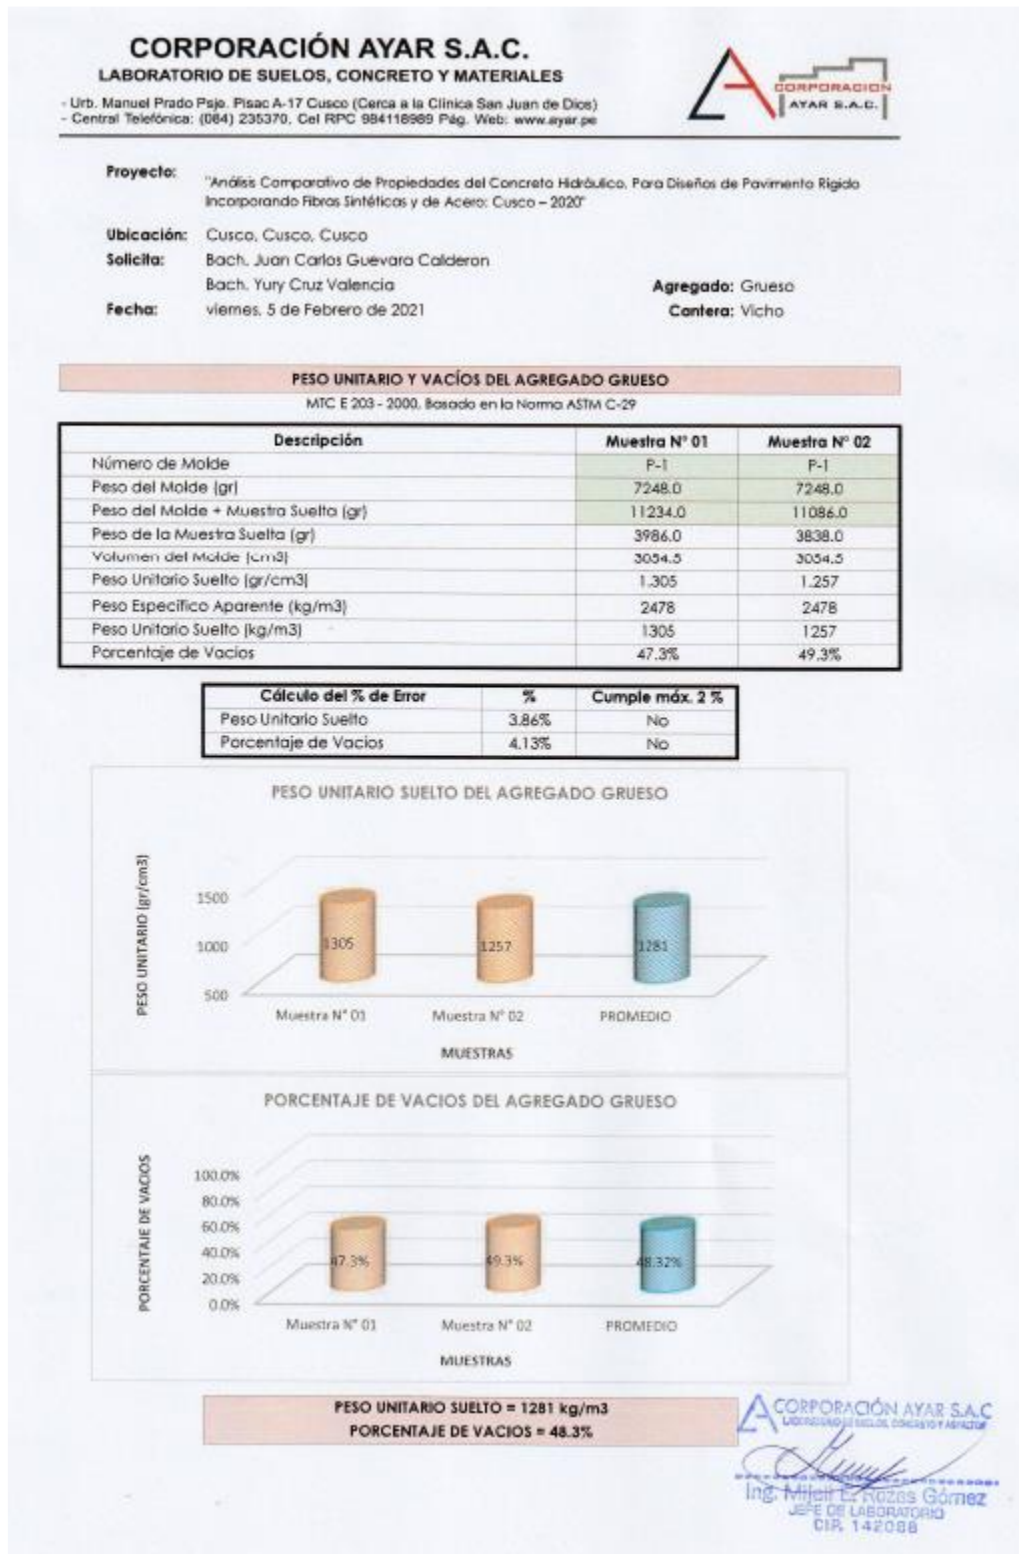 CORPORACIÓN AYAR S.A.C.
LABORATORIO DE SUELOS, CONCRETO Y MATERIALES
- Urb. Manuel Prado Psje. Pisac A-17 Cusco (Cerca a la Clinica San Juan de Dios)
- Central Telefónica: (084) 235370, Cel RPC 984118989 Pág. Web: www.ayar.pe
CORPORACION
AYAR S.A.C.
Proyecto:
"Análisis Comparativo de Propiedades del Concreto Hidráulico, Para Diseños de Pavimento Rígido
Incorporando Fibras Sintéticas y de Acero: Cusco – 2020"
Ubicación: Cusco, Cusco, Cusco
Solicita: Bach. Juan Carlos Guevara Calderon
Bach. Yury Cruz Valencia Agregado: Grueso
Fecha: viernes, 5 de Febrero de 2021 Cantera: Vicho
PESO UNITARIO Y VACÍOS DEL AGREGADO GRUESO
MTC E 203 - 2000, Basado en la Norma ASTM C-29
Descripción Muestra N° 01 Muestra N° 02
Número de Molde P-1 P-1
Peso del Molde (gr) 7248.0 7248.0
Peso del Molde + Muestra Suelta (gr) 11234.0 11086.0
Peso de la Muestra Suelta (gr) 3986.0 3838.0
Volumen del Molde (cm3) 3054.5 3054.5
Peso Unitario Suelto (gr/cm3) 1.305 1.257
Peso Específico Aparente (kg/m3) 2478 2478
Peso Unitario Suelto (kg/m3) 1305 1257
Porcentaje de Vacios 47.3% 49.3%
Cálculo del % de Error % Cumple máx. 2 %
Peso Unitario Suelto 3.86% No
Porcentaje de Vacios 4.13% No
PESO UNITARIO SUELTO DEL AGREGADO GRUESO
PESO UNITARIO (gr/cm3)
1500
1000
500
1305 1257 1281
Muestra N° 01 Muestra N° 02 PROMEDIO
MUESTRAS
PORCENTAJE DE VACIOS DEL AGREGADO GRUESO
PORCENTAJE DE VACIOS
100.0%
80.0%
60.0%
40.0%
20.0%
0.0%
47.3% 49.3% 48.32%
Muestra N° 01 Muestra N° 02 PROMEDIO
MUESTRAS
PESO UNITARIO SUELTO = 1281 kg/m3
PORCENTAJE DE VACIOS = 48.3%
CORPORACIÓN AYAR S.A.C
LABORATORIO DE SUELOS, CONCRETO Y ASFALTOS
Ing. Mijail E. Rozas Gómez
JEFE DE LABORATORIO
CIP. 142088